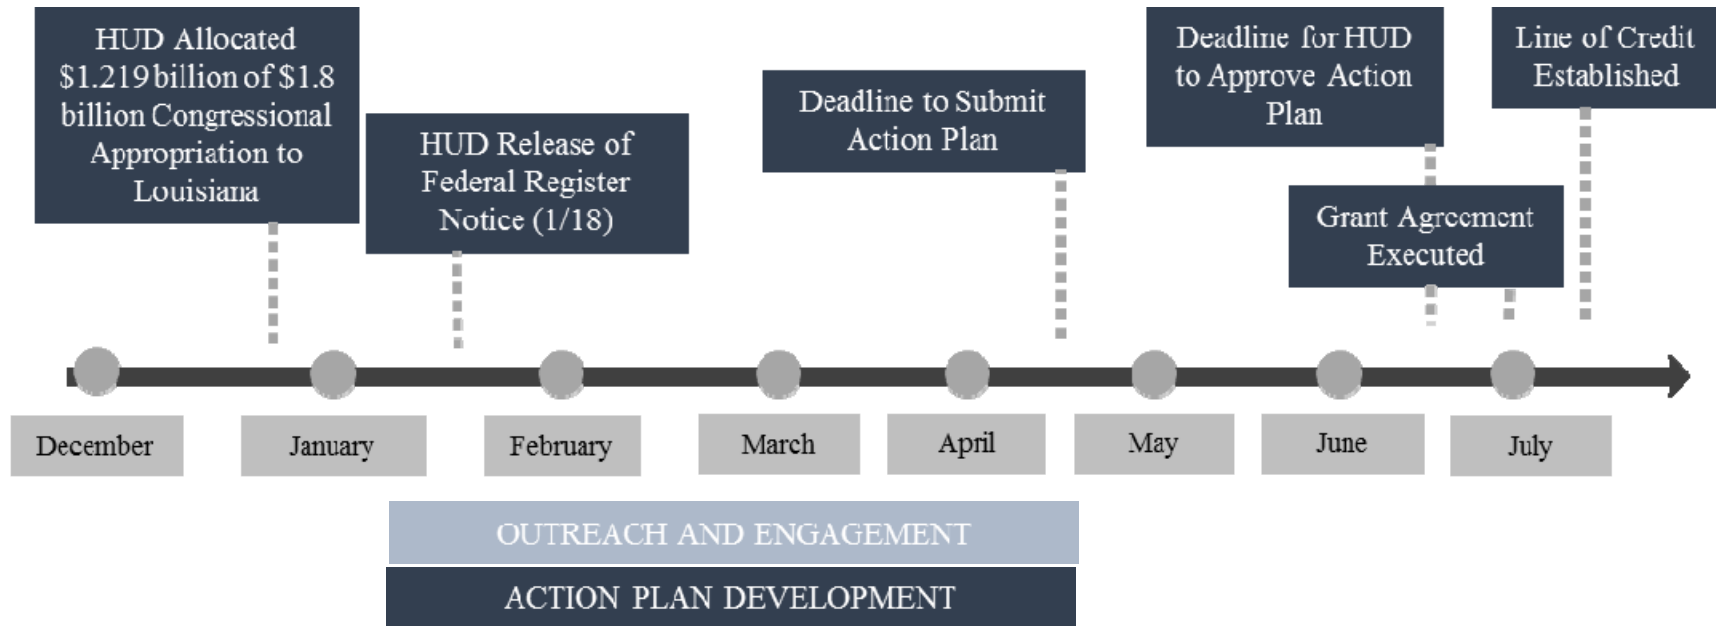 HUD Allocated
$1.219 billion of $1.8
billion Congressional
Appropriation to
Louisiana
HUD Release of
Federal Register
Notice (1/18)
Deadline to Submit
Action Plan
Deadline for HUD
to Approve Action
Plan
Grant Agreement
Executed
Line of Credit
Established
December
January
February
March
April
May
June
July
OUTREACH AND ENGAGEMENT
ACTION PLAN DEVELOPMENT